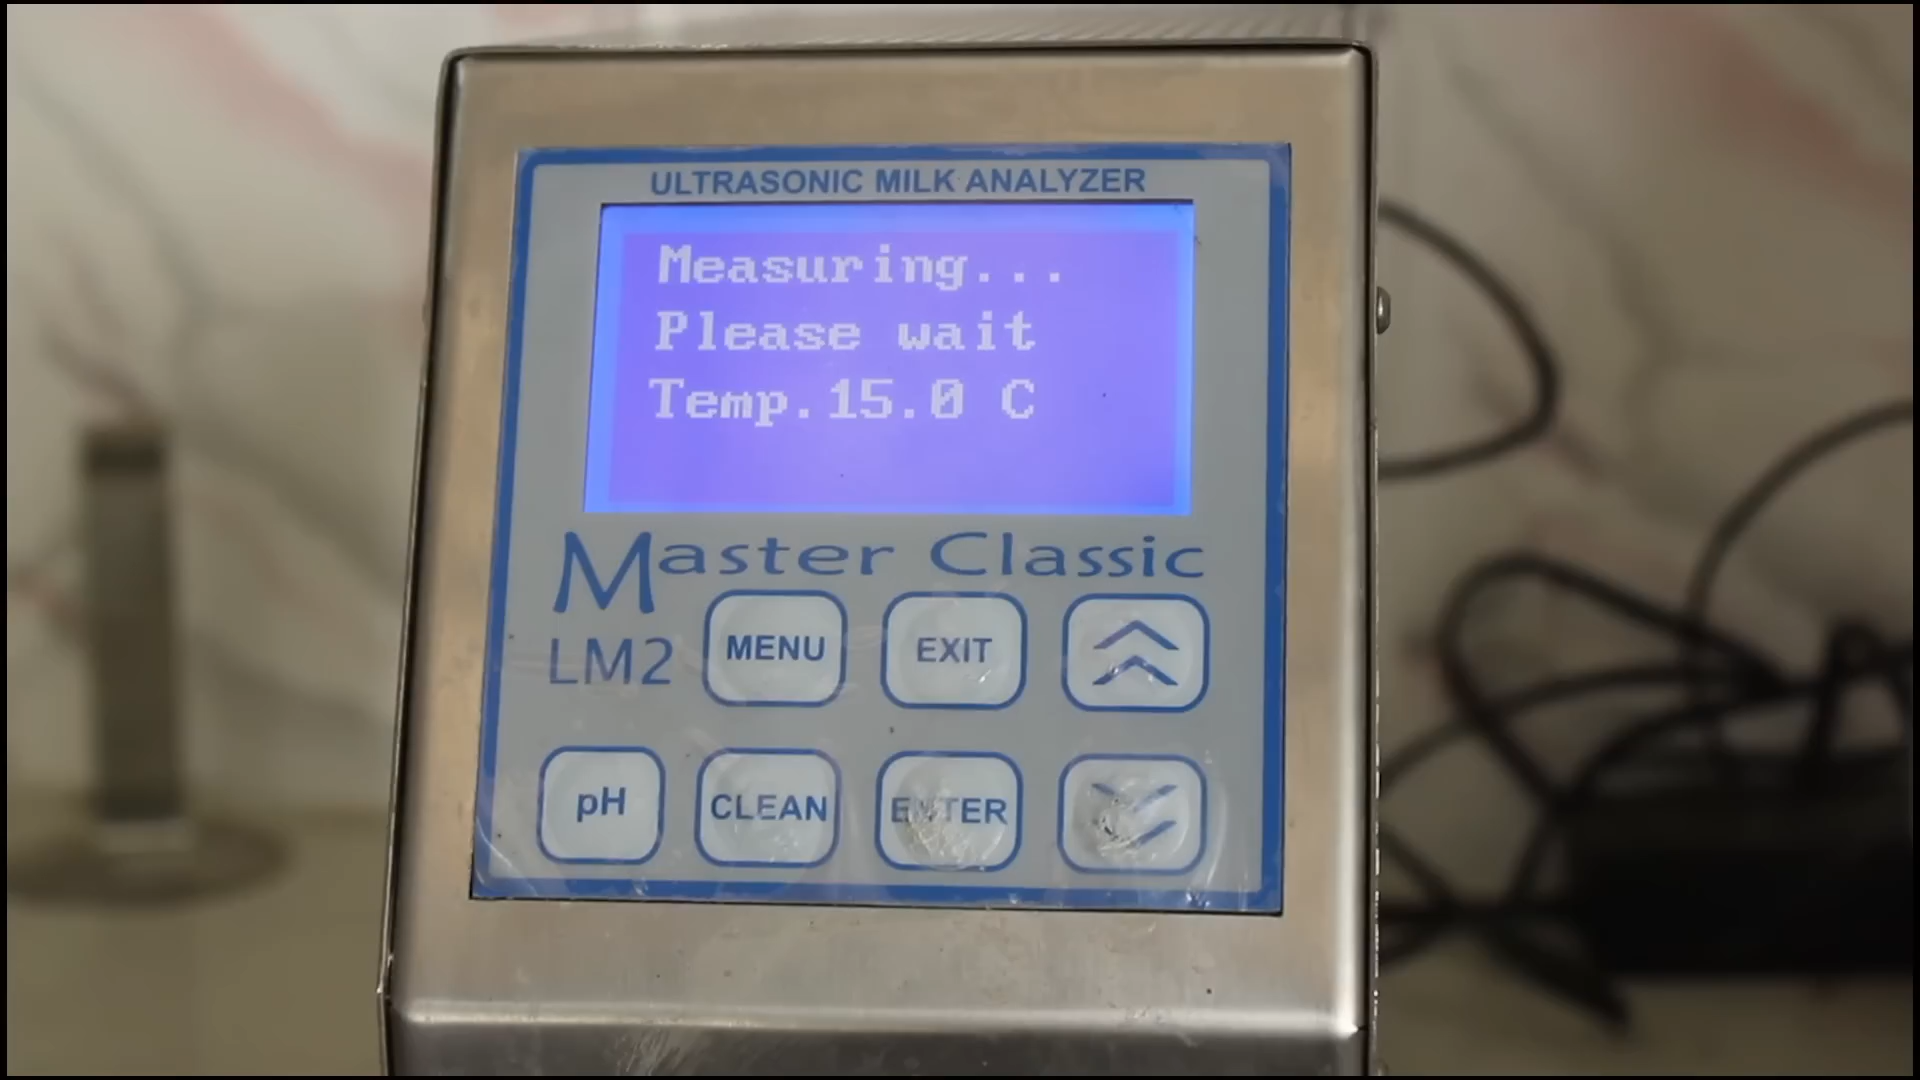 ULTRASONIC MILK ANALYZER
Measuring...
Please wait
Temp.15.0 C
Master Classic
LM2
MENU
EXIT
pH
CLEAN
ENTER